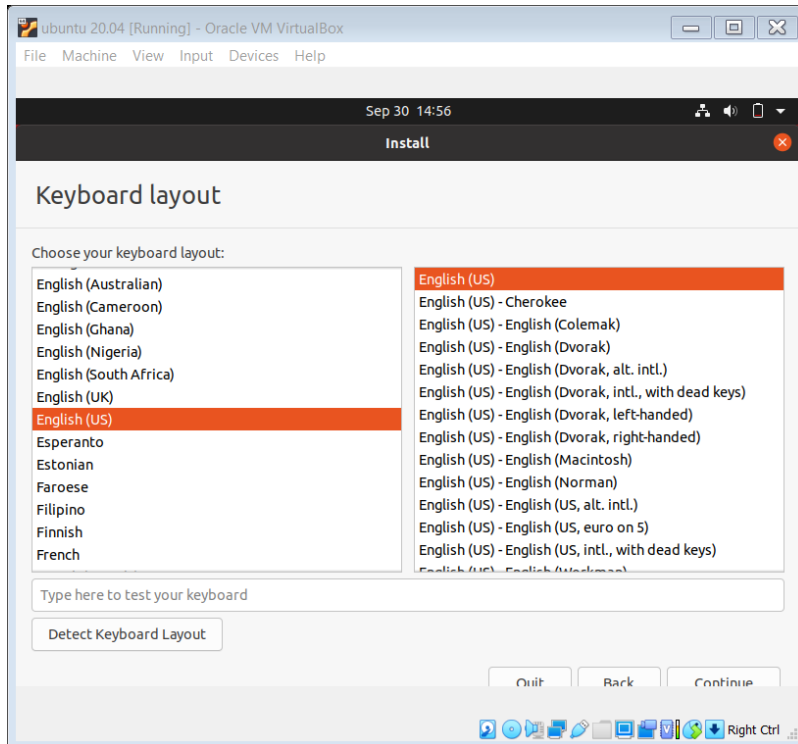 ubuntu 20.04 [Running] - Oracle VM VirtualBox
File Machine View Input Devices Help
Sep 30 14:56
Install
Keyboard layout
Choose your keyboard layout:
English (Australian)
English (Cameroon)
English (Ghana)
English (Nigeria)
English (South Africa)
English (UK)
English (US)
Esperanto
Estonian
Faroese
Filipino
Finnish
French
English (US)
English (US) - Cherokee
English (US) - English (Colemak)
English (US) - English (Dvorak)
English (US) - English (Dvorak, alt. intl.)
English (US) - English (Dvorak, intl., with dead keys)
English (US) - English (Dvorak, left-handed)
English (US) - English (Dvorak, right-handed)
English (US) - English (Macintosh)
English (US) - English (Norman)
English (US) - English (US, alt. intl.)
English (US) - English (US, euro on 5)
English (US) - English (US, intl., with dead keys)
English (US) - English (Workman)
Type here to test your keyboard
Detect Keyboard Layout
Quit Back Continue
Right Ctrl